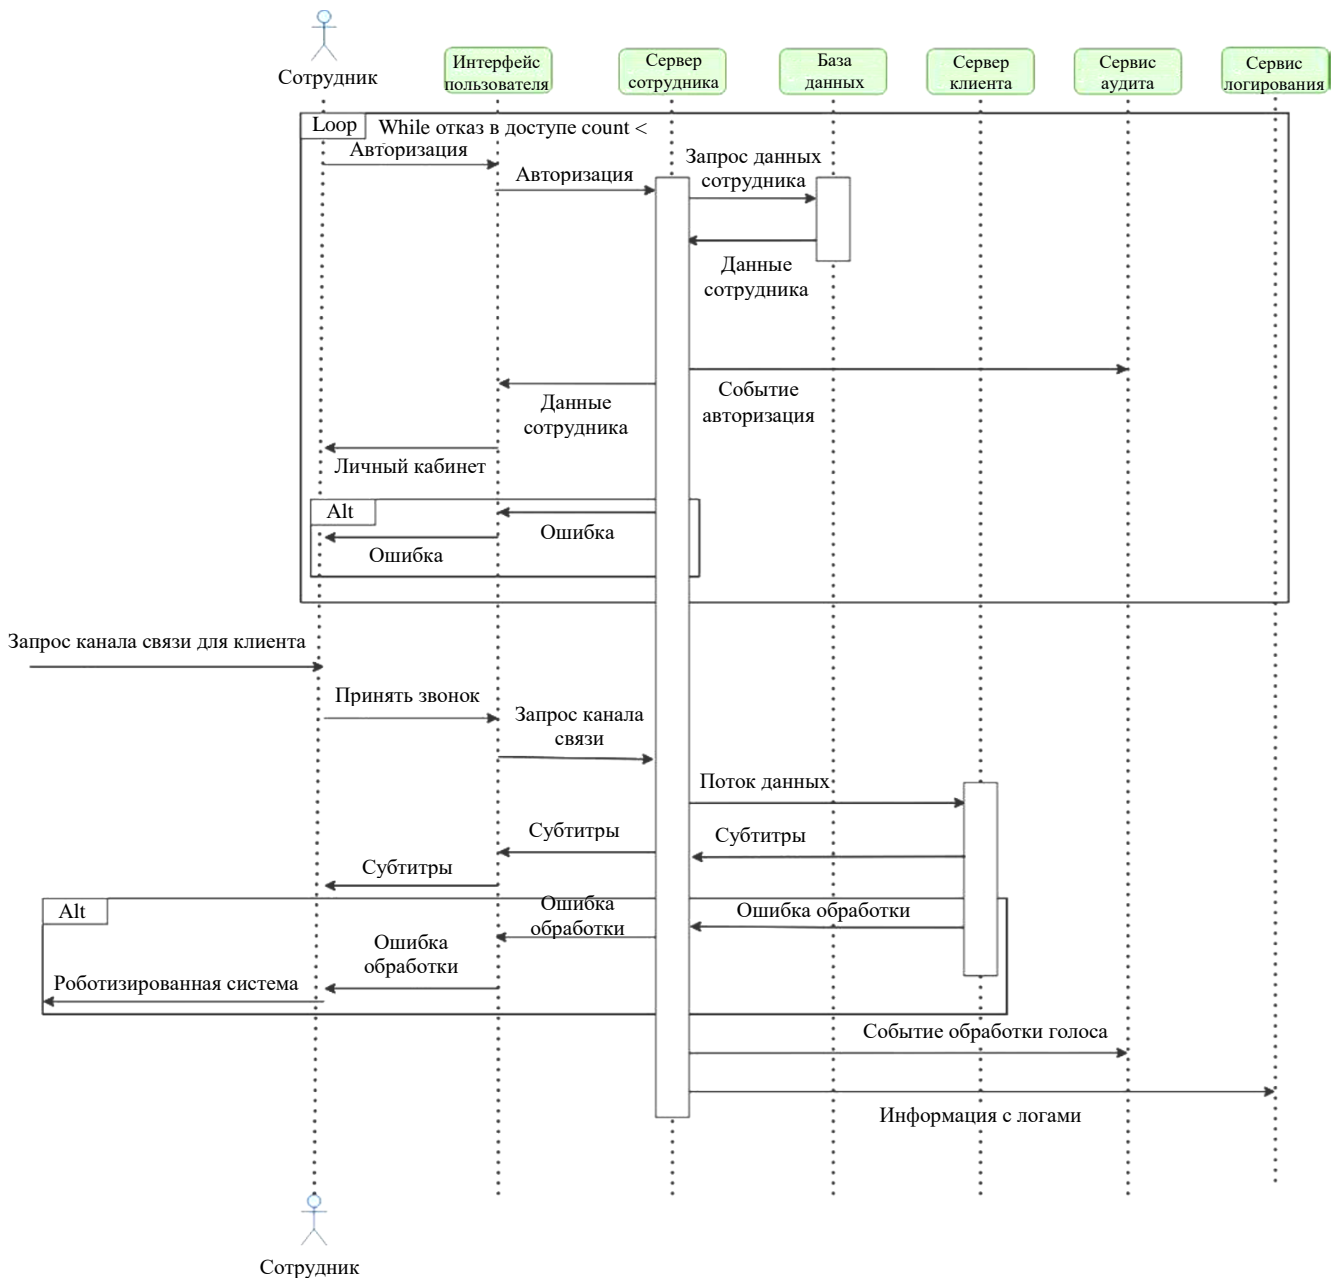 Сотрудник
Интерфейс
пользователя
Сервер
сотрудника
База
данных
Сервер
клиента
Сервис
аудита
Сервис
логирования
Loop
While отказ в доступе count <
Авторизация
Авторизация
Запрос данных
сотрудника
Данные
сотрудника
Событие
авторизация
Данные
сотрудника
Личный кабинет
Alt
Ошибка
Ошибка
Запрос канала связи для клиента
Принять звонок
Запрос канала
связи
Поток данных
Субтитры
Субтитры
Субтитры
Alt
Ошибка обработки
Ошибка
обработки
Ошибка
обработки
Роботизированная система
Событие обработки голоса
Информация с логами
Сотрудник